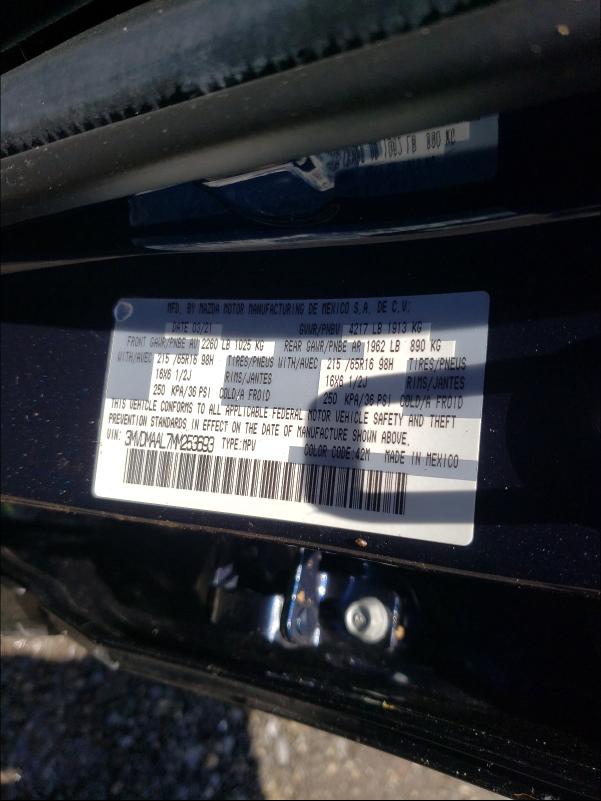 890 KG
MFD. BY MAZDA MOTOR MANUFACTURING DE MEXICO S.A. DE C.V.
DATE 03/21 GVWR/PNBV 4217 LB 1913 KG
FRONT GAWR/PNBE AV 2260 LB 1025 KG REAR GAWR/PNBE AR 1962 LB 890 KG
WITH/AVEC 215 /65R16 98H TIRES/PNEUS WITH/AVEC 215 /65R16 98H TIRES/PNEUS
16X6 1/2J RIMS/JANTES 16X6 1/2J RIMS/JANTES
250 KPA/36 PSI COLD/A FROID 250 KPA/36 PSI COLD/A FROID
THIS VEHICLE CONFORMS TO ALL APPLICABLE FEDERAL MOTOR VEHICLE SAFETY AND THEFT
PREVENTION STANDARDS IN EFFECT ON THE DATE OF MANUFACTURE SHOWN ABOVE.
VIN: 3MVDMAAL7MM253693 TYPE:MPV COLOR CODE:42M MADE IN MEXICO